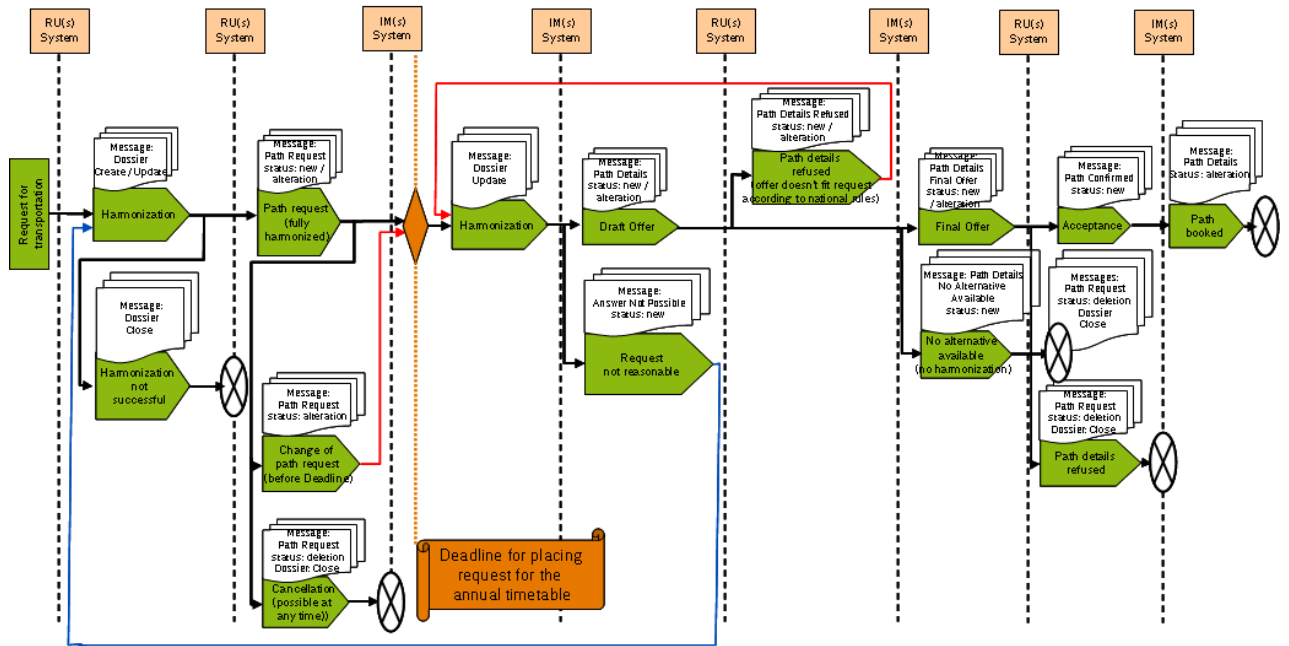 RU(s)
System
RU(s)
System
IM(s)
System
IM(s)
System
RU(s)
System
IM(s)
System
RU(s)
System
IM(s)
System
Request for
transportation
Message:
Dossier
Create / Update
Harmonization
Message:
Dossier
Close
Harmonization
not
successful
Message:
Path Request
status: new /
alteration
Path request
(fully
harmonized)
Message:
Path Request
status: alteration
Change of
path request
(before Deadline)
Message:
Path Request
status: deletion
Dossier: Close
Cancellation
(possible at
any time))
Deadline for placing
request for the
annual timetable
Message:
Dossier
Update
Harmonization
Message:
Path Details
status: new /
alteration
Draft Offer
Message:
Answer Not Possible
status: new
Request
not reasonable
Message:
Path Details Refused
status: new /
alteration
Path details
refused
(offer doesn't fit request
according to national rules)
Message:
Path Details
Final Offer
status: new
/ alteration
Final Offer
Message: Path Details
No Alternative
Available
status: new
No alternative
available
(no harmonization)
Message:
Path Confirmed
status: new
Acceptance
Messages:
Path Request
status: deletion
Dossier
Close
Message:
Path Request
status: deletion
Dossier: Close
Path details
refused
Message:
Path Details
Status: alteration
Path
booked